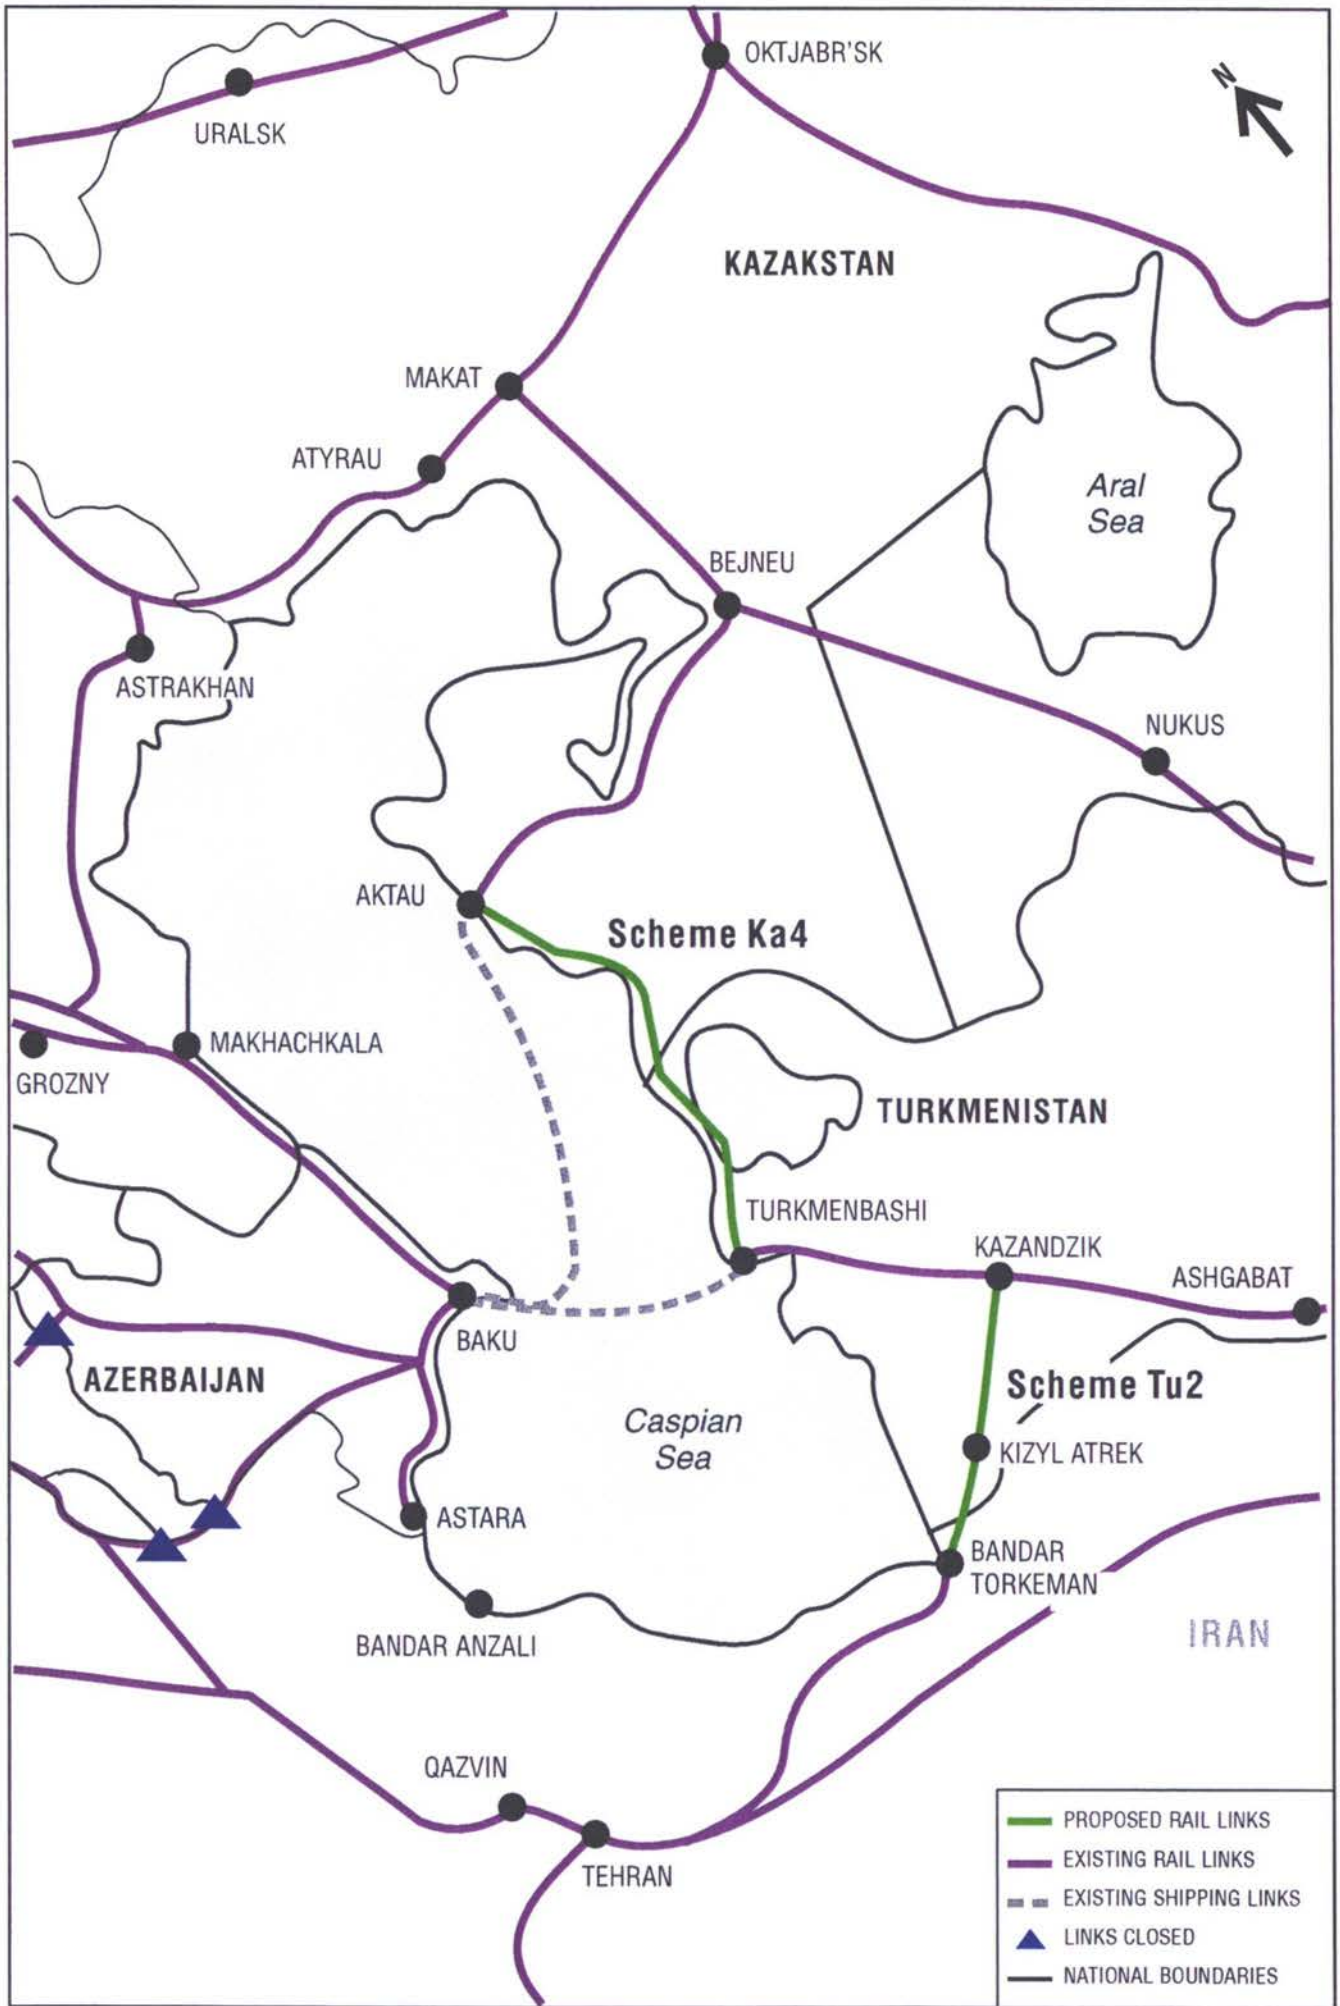 OKTJABR'SK
N
URALSK
KAZAKSTAN
MAKAT
ATYRAU
Aral
Sea
BEJNEU
ASTRAKHAN
NUKUS
AKTAU
Scheme Ka4
MAKHACHKALA
GROZNY
TURKMENISTAN
TURKMENBASHI
KAZANDZIK
ASHGABAT
BAKU
AZERBAIJAN
Scheme Tu2
Caspian
Sea
KIZYL ATREK
ASTARA
BANDAR
TORKEMAN
IRAN
BANDAR ANZALI
QAZVIN
TEHRAN
PROPOSED RAIL LINKS
EXISTING RAIL LINKS
EXISTING SHIPPING LINKS
LINKS CLOSED
NATIONAL BOUNDARIES